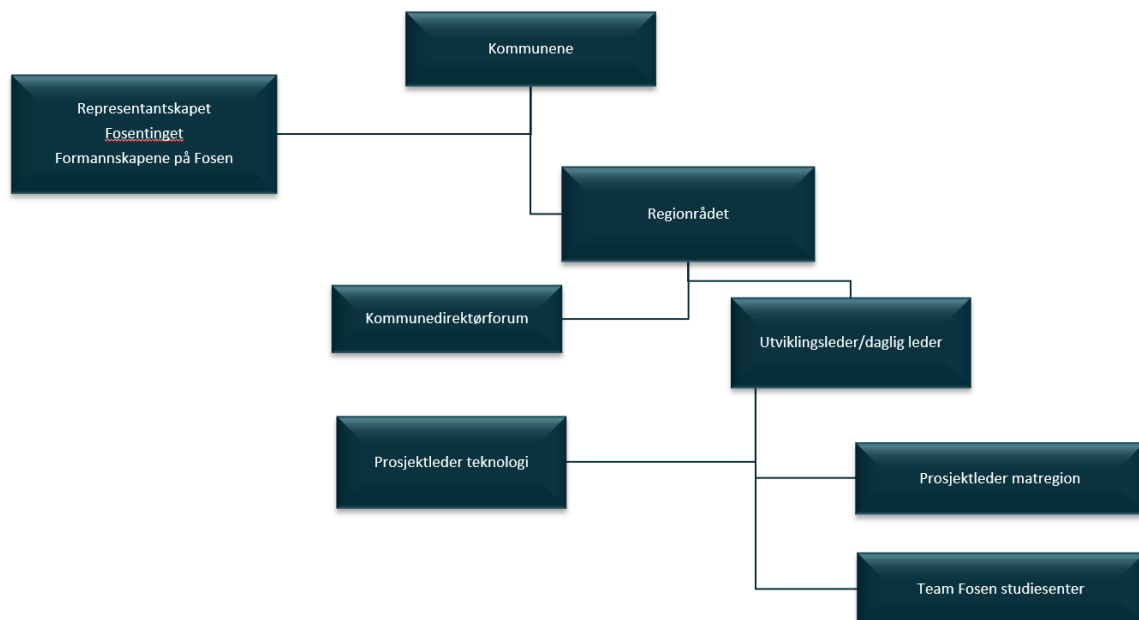 Kommunene
Representantskapet
Fosentinget
Formannskapene på Fosen
Regionrådet
Kommunedirektørforum
Utviklingsleder/daglig leder
Prosjektleder teknologi
Prosjektleder matregion
Team Fosen studiesenter